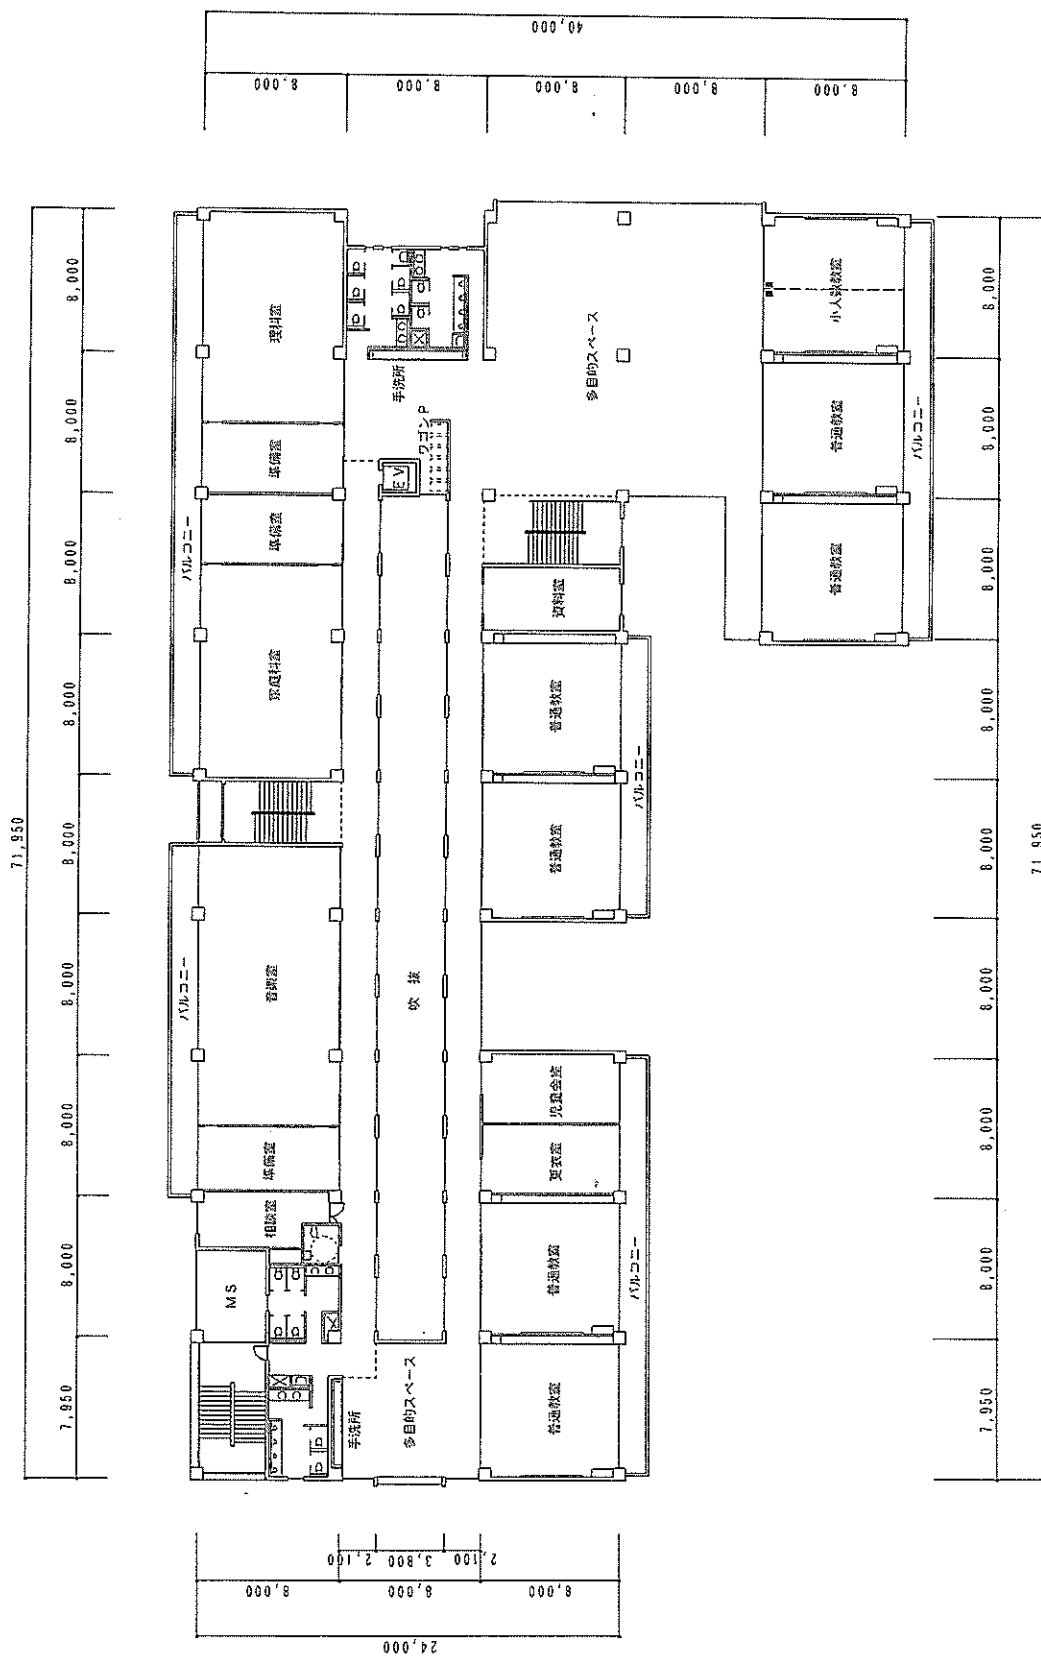 40,000
8,000
8,000
8,000
8,000
8,000
71,950
8,000
8,000
8,000
8,000
8,000
8,000
8,000
8,000
7,950
バルコニー
理科室
準備室
準備室
家庭科室
バルコニー
音楽室
準備室
相談室
MS
手洗所
EV
ワゴンP
吹抜
手洗所
多目的スペース
多目的スペース
資料室
普通教室
普通教室
バルコニー
児童会室
更衣室
普通教室
普通教室
バルコニー
小人数教室
普通教室
普通教室
バルコニー
8,000
8,000
8,000
8,000
8,000
8,000
8,000
8,000
7,950
71,950
2,100
3,800
2,100
8,000
8,000
8,000
24,000